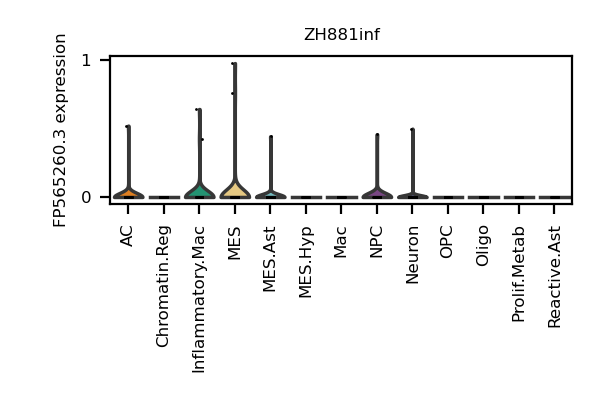 ZH881inf
FP565260.3 expression
1
0
AC
Chromatin.Reg
Inflammatory.Mac
MES
MES.Ast
MES.Hyp
Mac
NPC
Neuron
OPC
Oligo
Prolif.Metab
Reactive.Ast